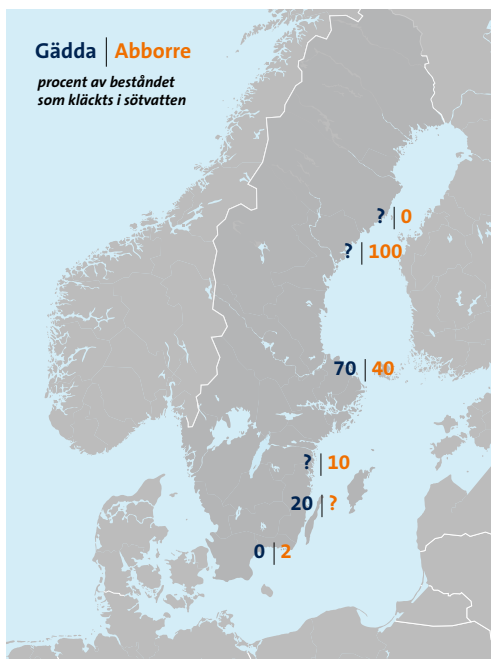 Gädda | Abborre
procent av beståndet
som kläckts i sötvatten
? | 0
? | 100
70 | 40
? | 10
20 | ?
0 | 2